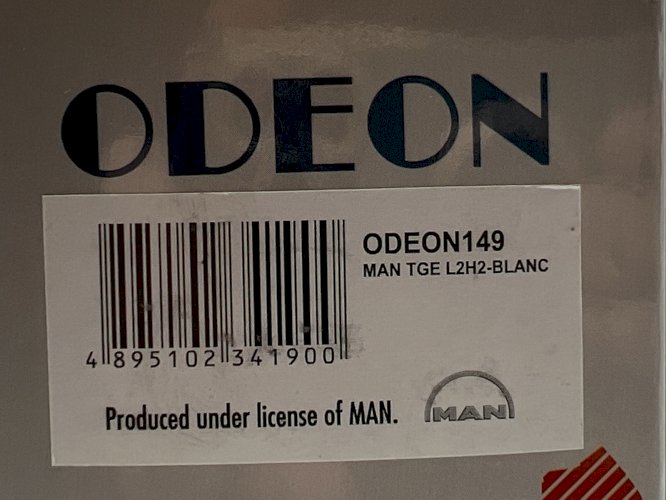 ODEON
ODEON149
MAN TGE L2H2-BLANC
4 895102 341900
Produced under license of MAN.
MAN